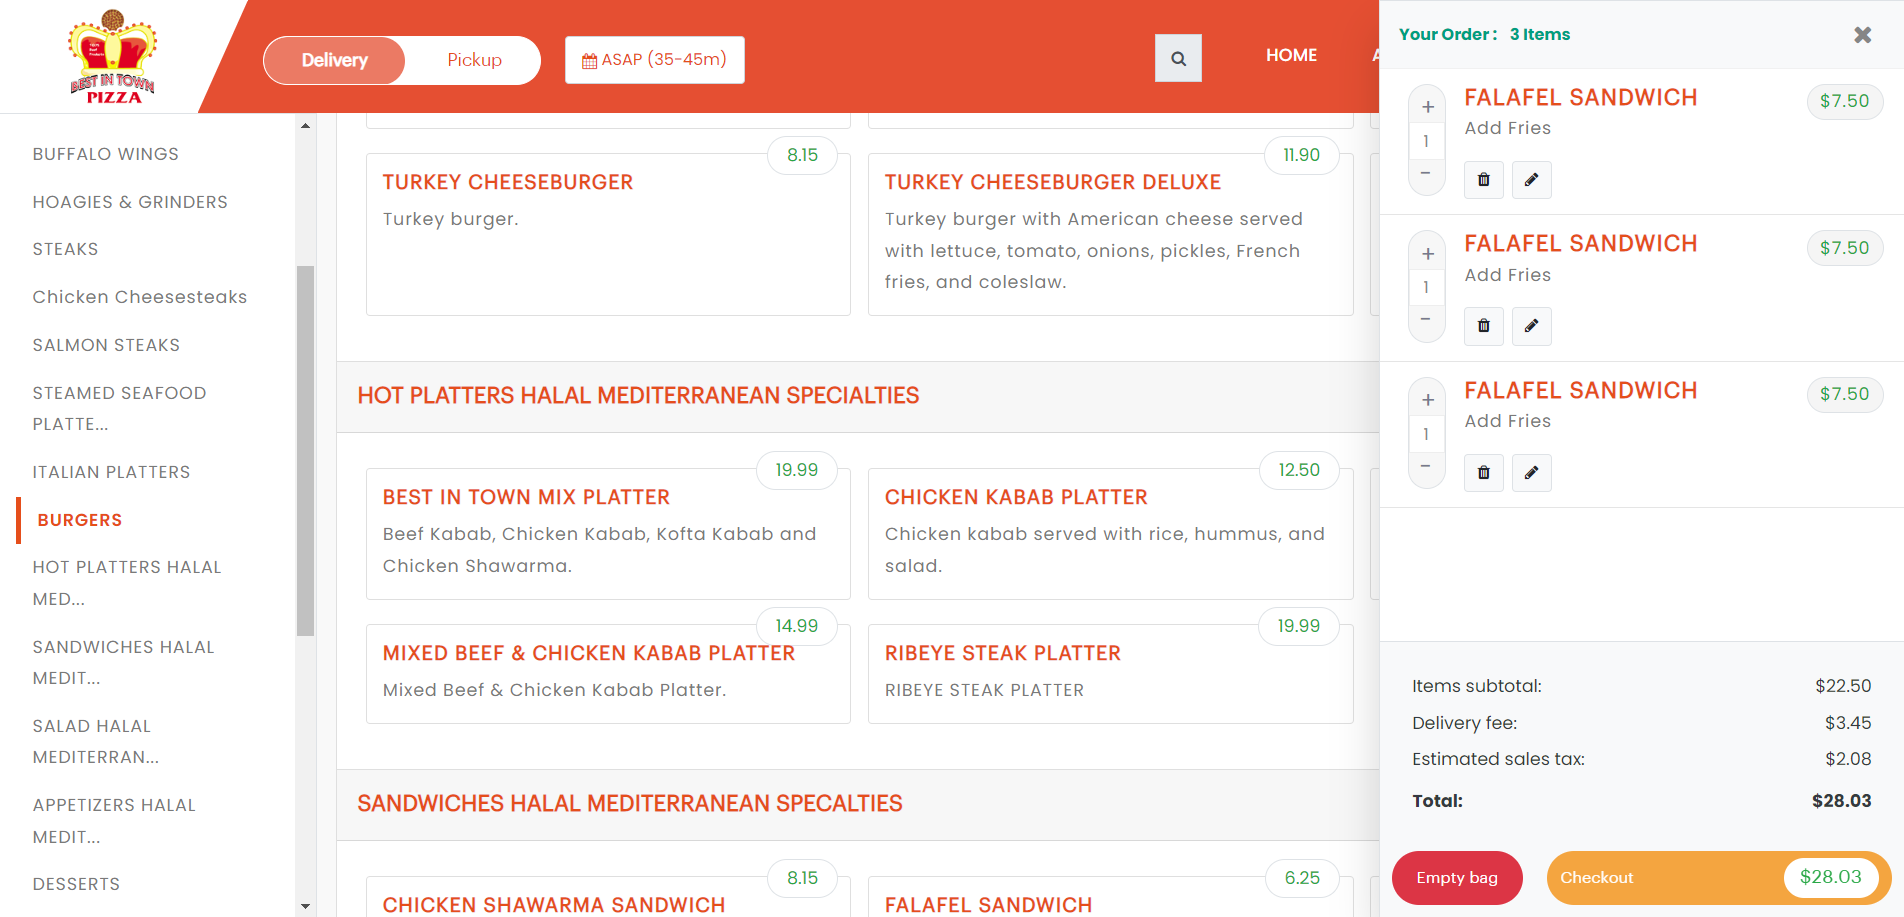 BEST IN TOWN
PIZZA
Delivery
Pickup
ASAP (35-45m)
HOME
BUFFALO WINGS
HOAGIES & GRINDERS
STEAKS
Chicken Cheesesteaks
SALMON STEAKS
STEAMED SEAFOOD
PLATTE...
ITALIAN PLATTERS
BURGERS
HOT PLATTERS HALAL
MED...
SANDWICHES HALAL
MEDIT...
SALAD HALAL
MEDITERRAN...
APPETIZERS HALAL
MEDIT...
DESSERTS
8.15
TURKEY CHEESEBURGER
Turkey burger.
11.90
TURKEY CHEESEBURGER DELUXE
Turkey burger with American cheese served
with lettuce, tomato, onions, pickles, French
fries, and coleslaw.
HOT PLATTERS HALAL MEDITERRANEAN SPECIALTIES
19.99
BEST IN TOWN MIX PLATTER
Beef Kabab, Chicken Kabab, Kofta Kabab and
Chicken Shawarma.
12.50
CHICKEN KABAB PLATTER
Chicken kabab served with rice, hummus, and
salad.
14.99
MIXED BEEF & CHICKEN KABAB PLATTER
Mixed Beef & Chicken Kabab Platter.
19.99
RIBEYE STEAK PLATTER
RIBEYE STEAK PLATTER
SANDWICHES HALAL MEDITERRANEAN SPECALTIES
8.15
CHICKEN SHAWARMA SANDWICH
6.25
FALAFEL SANDWICH
Your Order : 3 Items
+
1
−
FALAFEL SANDWICH
$7.50
Add Fries
+
1
−
FALAFEL SANDWICH
$7.50
Add Fries
+
1
−
FALAFEL SANDWICH
$7.50
Add Fries
Items subtotal: $22.50
Delivery fee: $3.45
Estimated sales tax: $2.08
Total: $28.03
Empty bag
Checkout $28.03